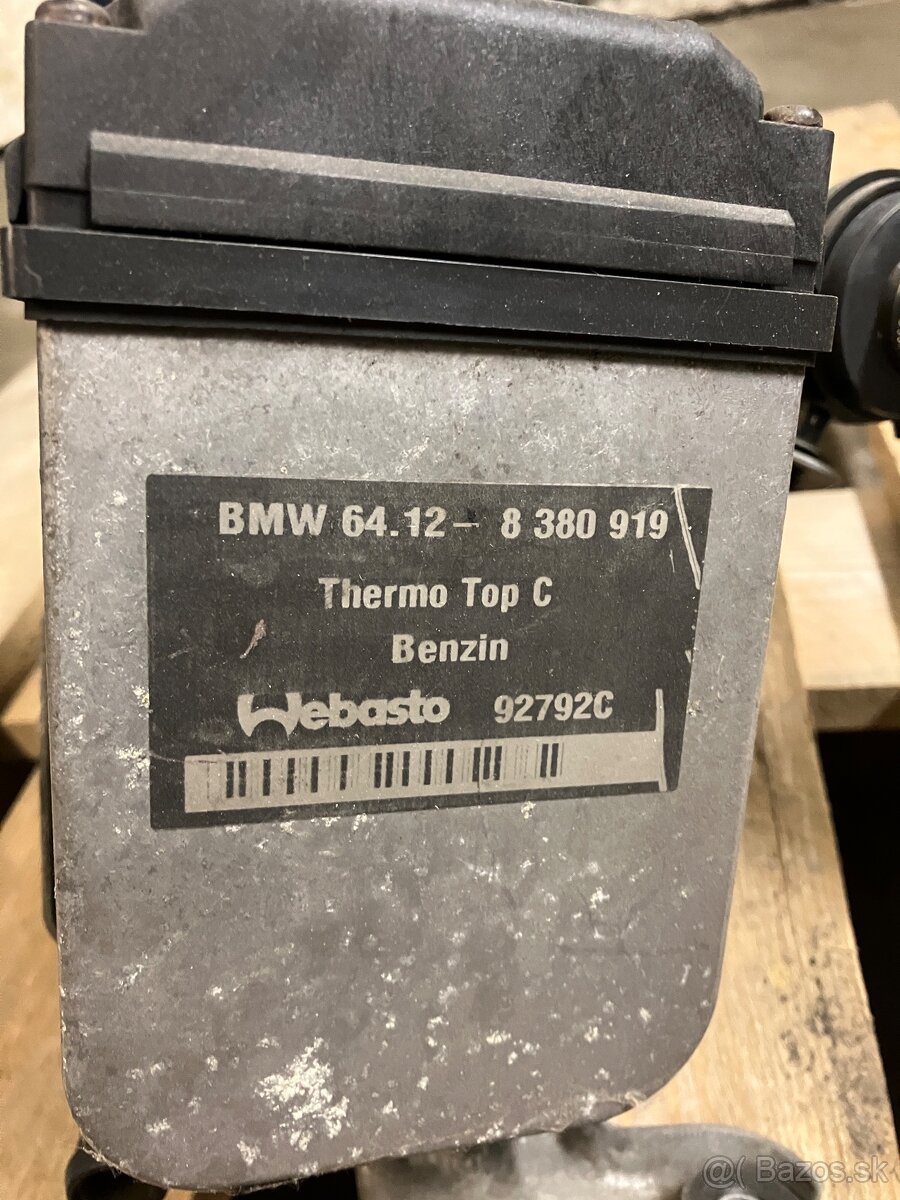 BMW 64.12- 8 380 919
Thermo Top C
Benzin
Webasto 92792C
@( Bazos.sk